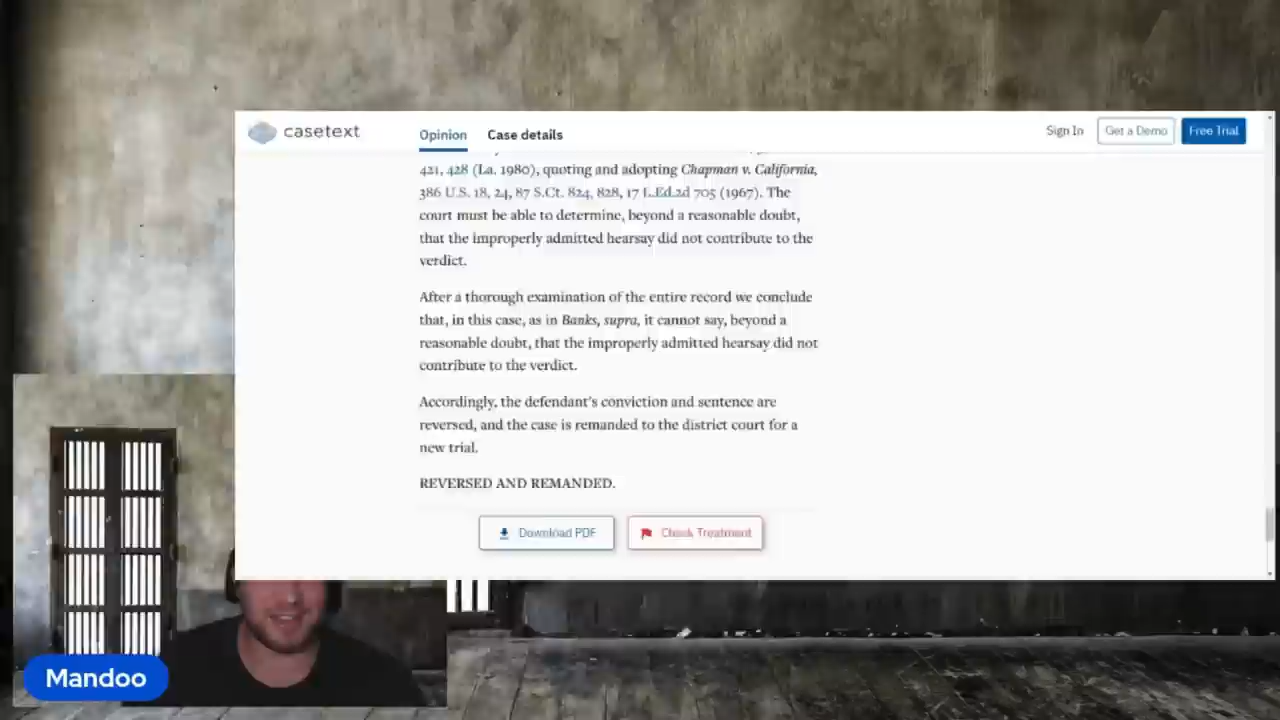 casetext
Opinion
Case details
Sign In
Get a Demo
Free Trial
421, 428 (La. 1980), quoting and adopting Chapman v. California,
386 U.S. 18, 24, 87 S.Ct. 824, 828, 17 L.Ed.2d 705 (1967). The
court must be able to determine, beyond a reasonable doubt,
that the improperly admitted hearsay did not contribute to the
verdict.
After a thorough examination of the entire record we conclude
that, in this case, as in Banks, supra, it cannot say, beyond a
reasonable doubt, that the improperly admitted hearsay did not
contribute to the verdict.
Accordingly, the defendant's conviction and sentence are
reversed, and the case is remanded to the district court for a
new trial.
REVERSED AND REMANDED.
Download PDF
Check Treatment
Mandoo